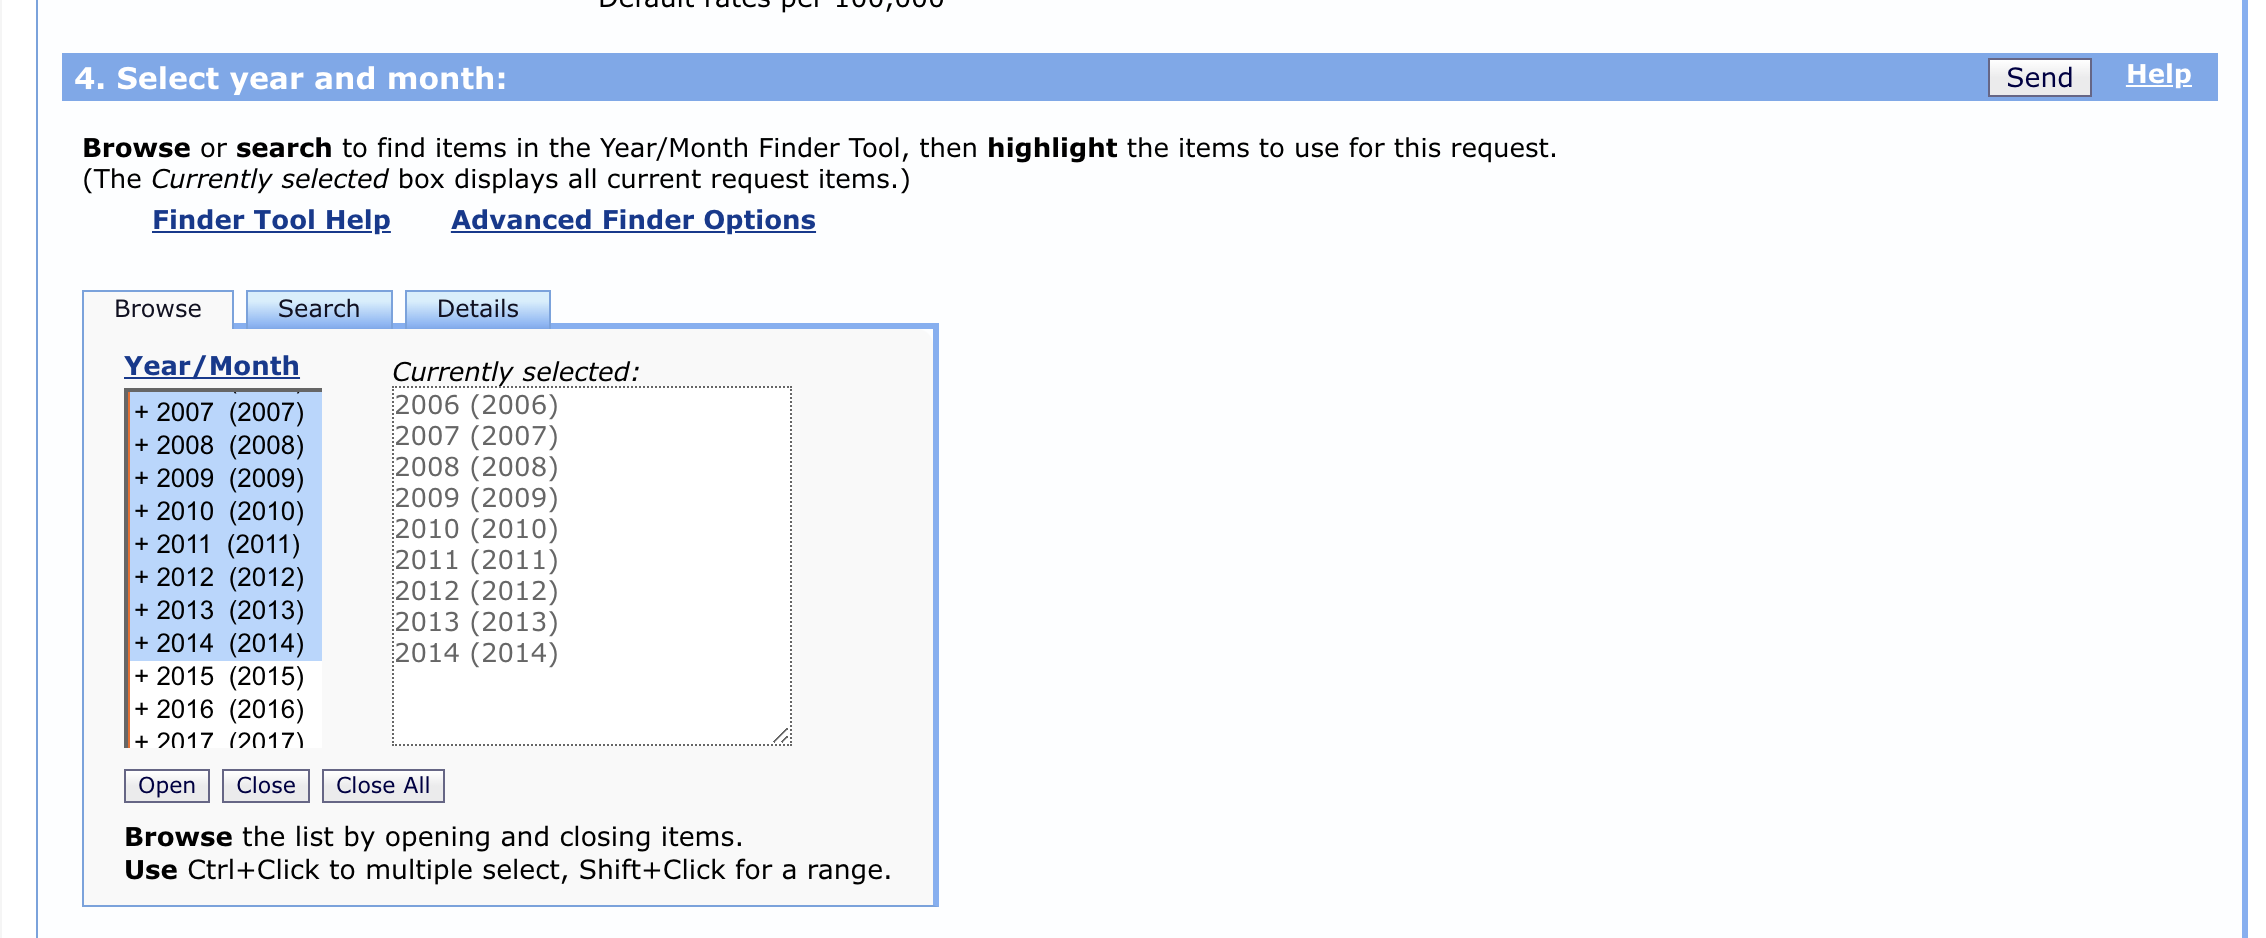 Default rates per 100,000
4. Select year and month:
Send
Help
Browse or search to find items in the Year/Month Finder Tool, then highlight the items to use for this request.
(The Currently selected box displays all current request items.)
Finder Tool Help
Advanced Finder Options
Browse
Search
Details
Year/Month
+ 2007 (2007)
+ 2008 (2008)
+ 2009 (2009)
+ 2010 (2010)
+ 2011 (2011)
+ 2012 (2012)
+ 2013 (2013)
+ 2014 (2014)
+ 2015 (2015)
+ 2016 (2016)
+ 2017 (2017)
Currently selected:
2006 (2006)
2007 (2007)
2008 (2008)
2009 (2009)
2010 (2010)
2011 (2011)
2012 (2012)
2013 (2013)
2014 (2014)
Open
Close
Close All
Browse the list by opening and closing items.
Use Ctrl+Click to multiple select, Shift+Click for a range.